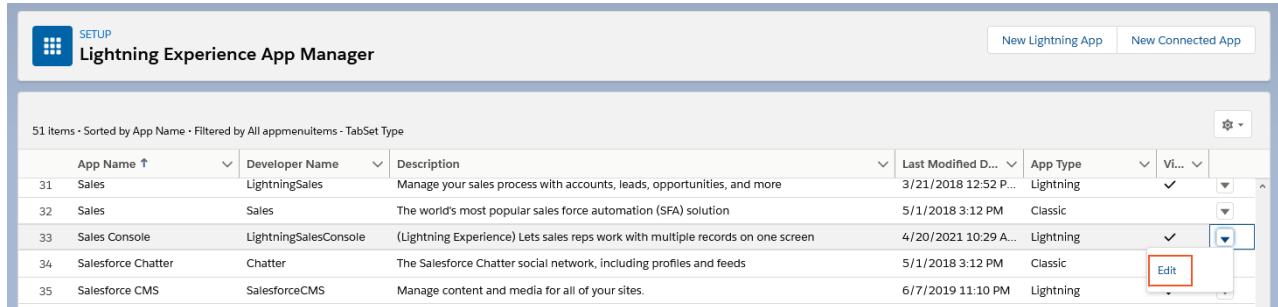 SETUP
Lightning Experience App Manager
New Lightning App New Connected App
51 items • Sorted by App Name • Filtered by All appmenuitems - TabSet Type
App Name ↑ Developer Name Description Last Modified D... App Type Vi...
31 Sales LightningSales Manage your sales process with accounts, leads, opportunities, and more 3/21/2018 12:52 P... Lightning
32 Sales Sales The world's most popular sales force automation (SFA) solution 5/1/2018 3:12 PM Classic
33 Sales Console LightningSalesConsole (Lightning Experience) Lets sales reps work with multiple records on one screen 4/20/2021 10:29 A... Lightning
34 Salesforce Chatter Chatter The Salesforce Chatter social network, including profiles and feeds 5/1/2018 3:12 PM Classic
Edit
35 Salesforce CMS SalesforceCMS Manage content and media for all of your sites. 6/7/2019 11:10 PM Lightning